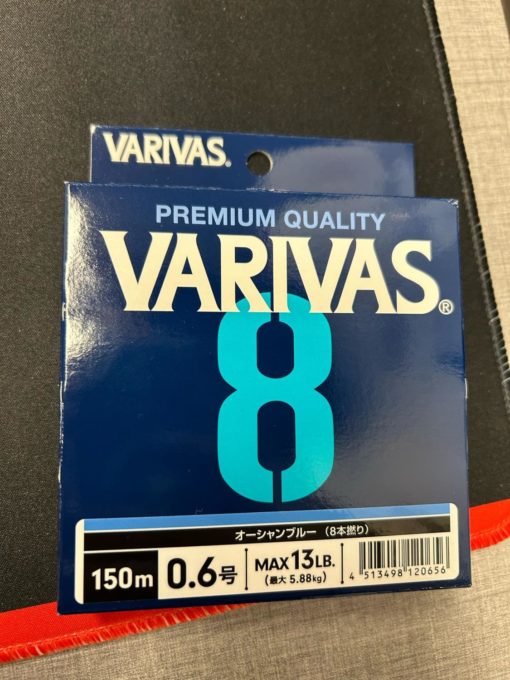 VARIVAS®
PREMIUM QUALITY
VARIVAS®
8
オーシャンブルー (8本撚り)
150m 0.6号 MAX 13LB.
(最大 5.88kg)
4 513498 120656